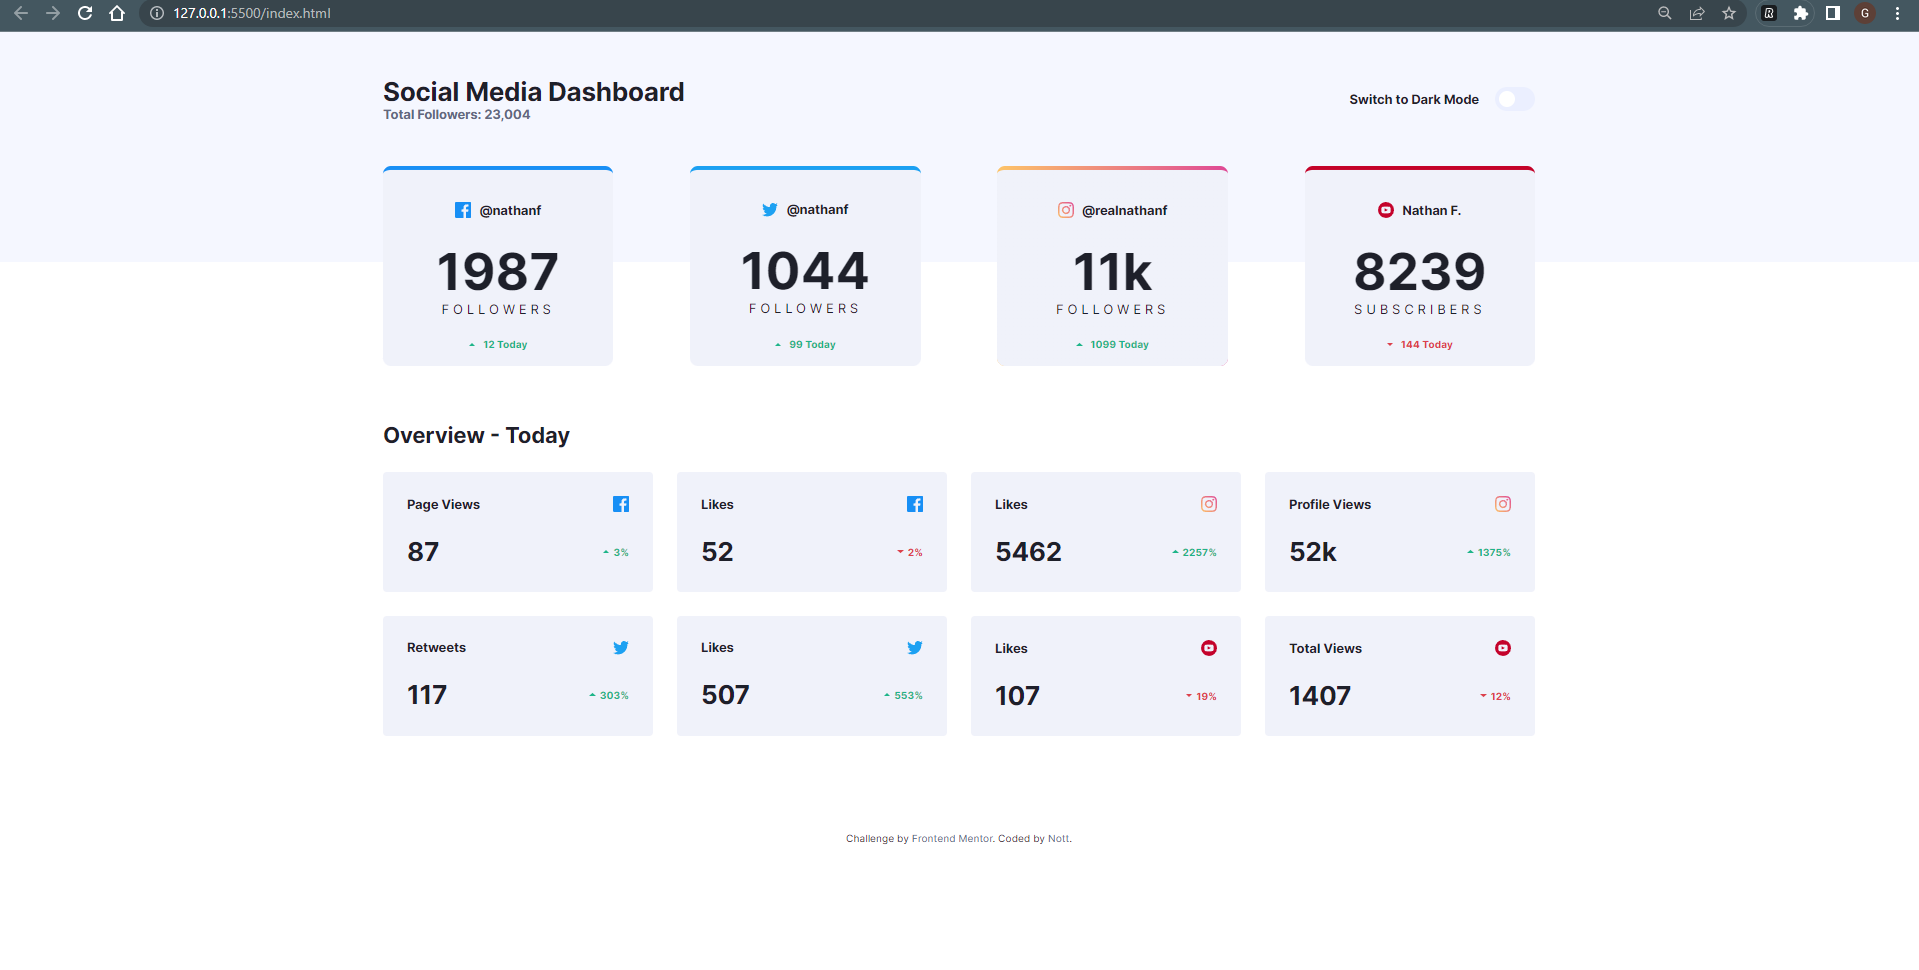 127.0.0.1:5500/index.html
G
Social Media Dashboard
Total Followers: 23,004
Switch to Dark Mode
@nathanf
1987
FOLLOWERS
12 Today
@nathanf
1044
FOLLOWERS
99 Today
@realnathanf
11k
FOLLOWERS
1099 Today
Nathan F.
8239
SUBSCRIBERS
144 Today
Overview - Today
Page Views
87
3%
Likes
52
2%
Likes
5462
2257%
Profile Views
52k
1375%
Retweets
117
303%
Likes
507
553%
Likes
107
19%
Total Views
1407
12%
Challenge by Frontend Mentor. Coded by Nott.